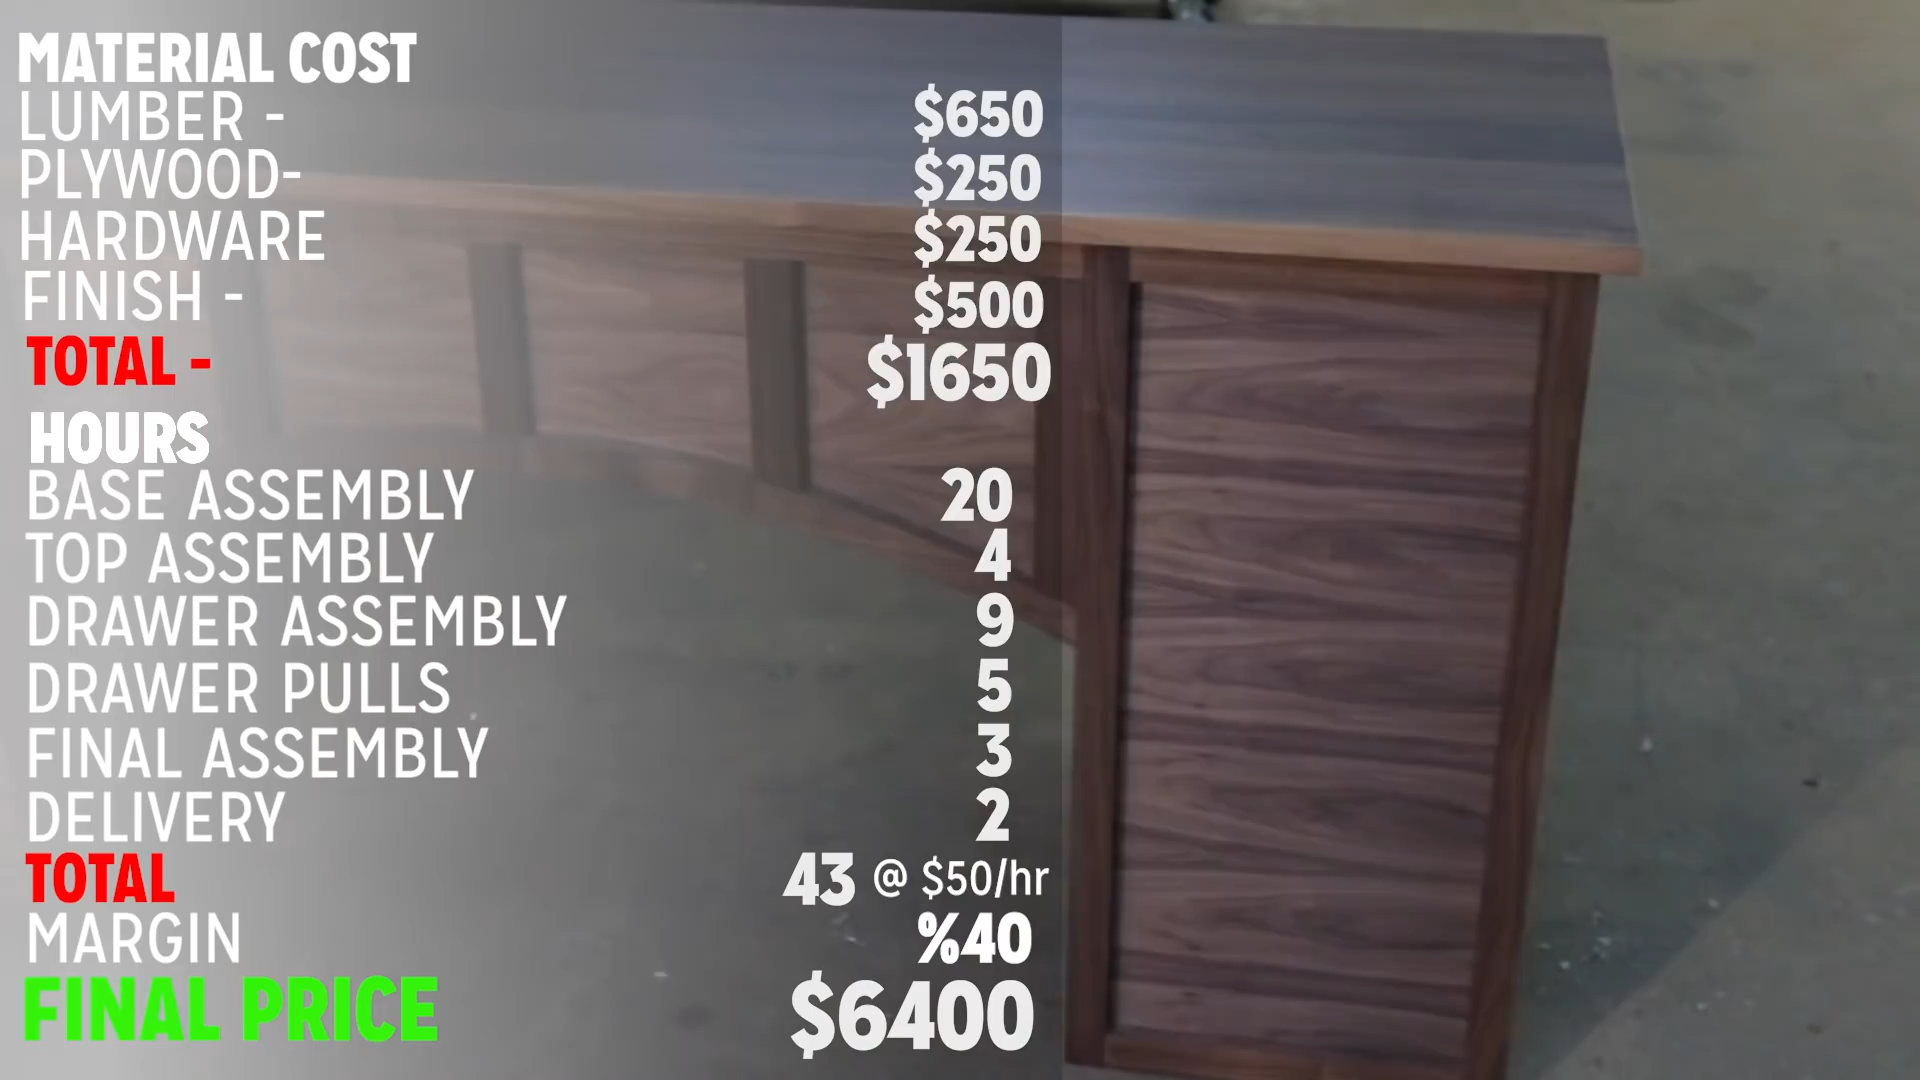 MATERIAL COST
LUMBER - $650
PLYWOOD- $250
HARDWARE $250
FINISH - $500
TOTAL - $1650
HOURS
BASE ASSEMBLY 20
TOP ASSEMBLY 4
DRAWER ASSEMBLY 9
DRAWER PULLS 5
FINAL ASSEMBLY 3
DELIVERY 2
TOTAL 43 @ $50/hr
MARGIN %40
FINAL PRICE $6400